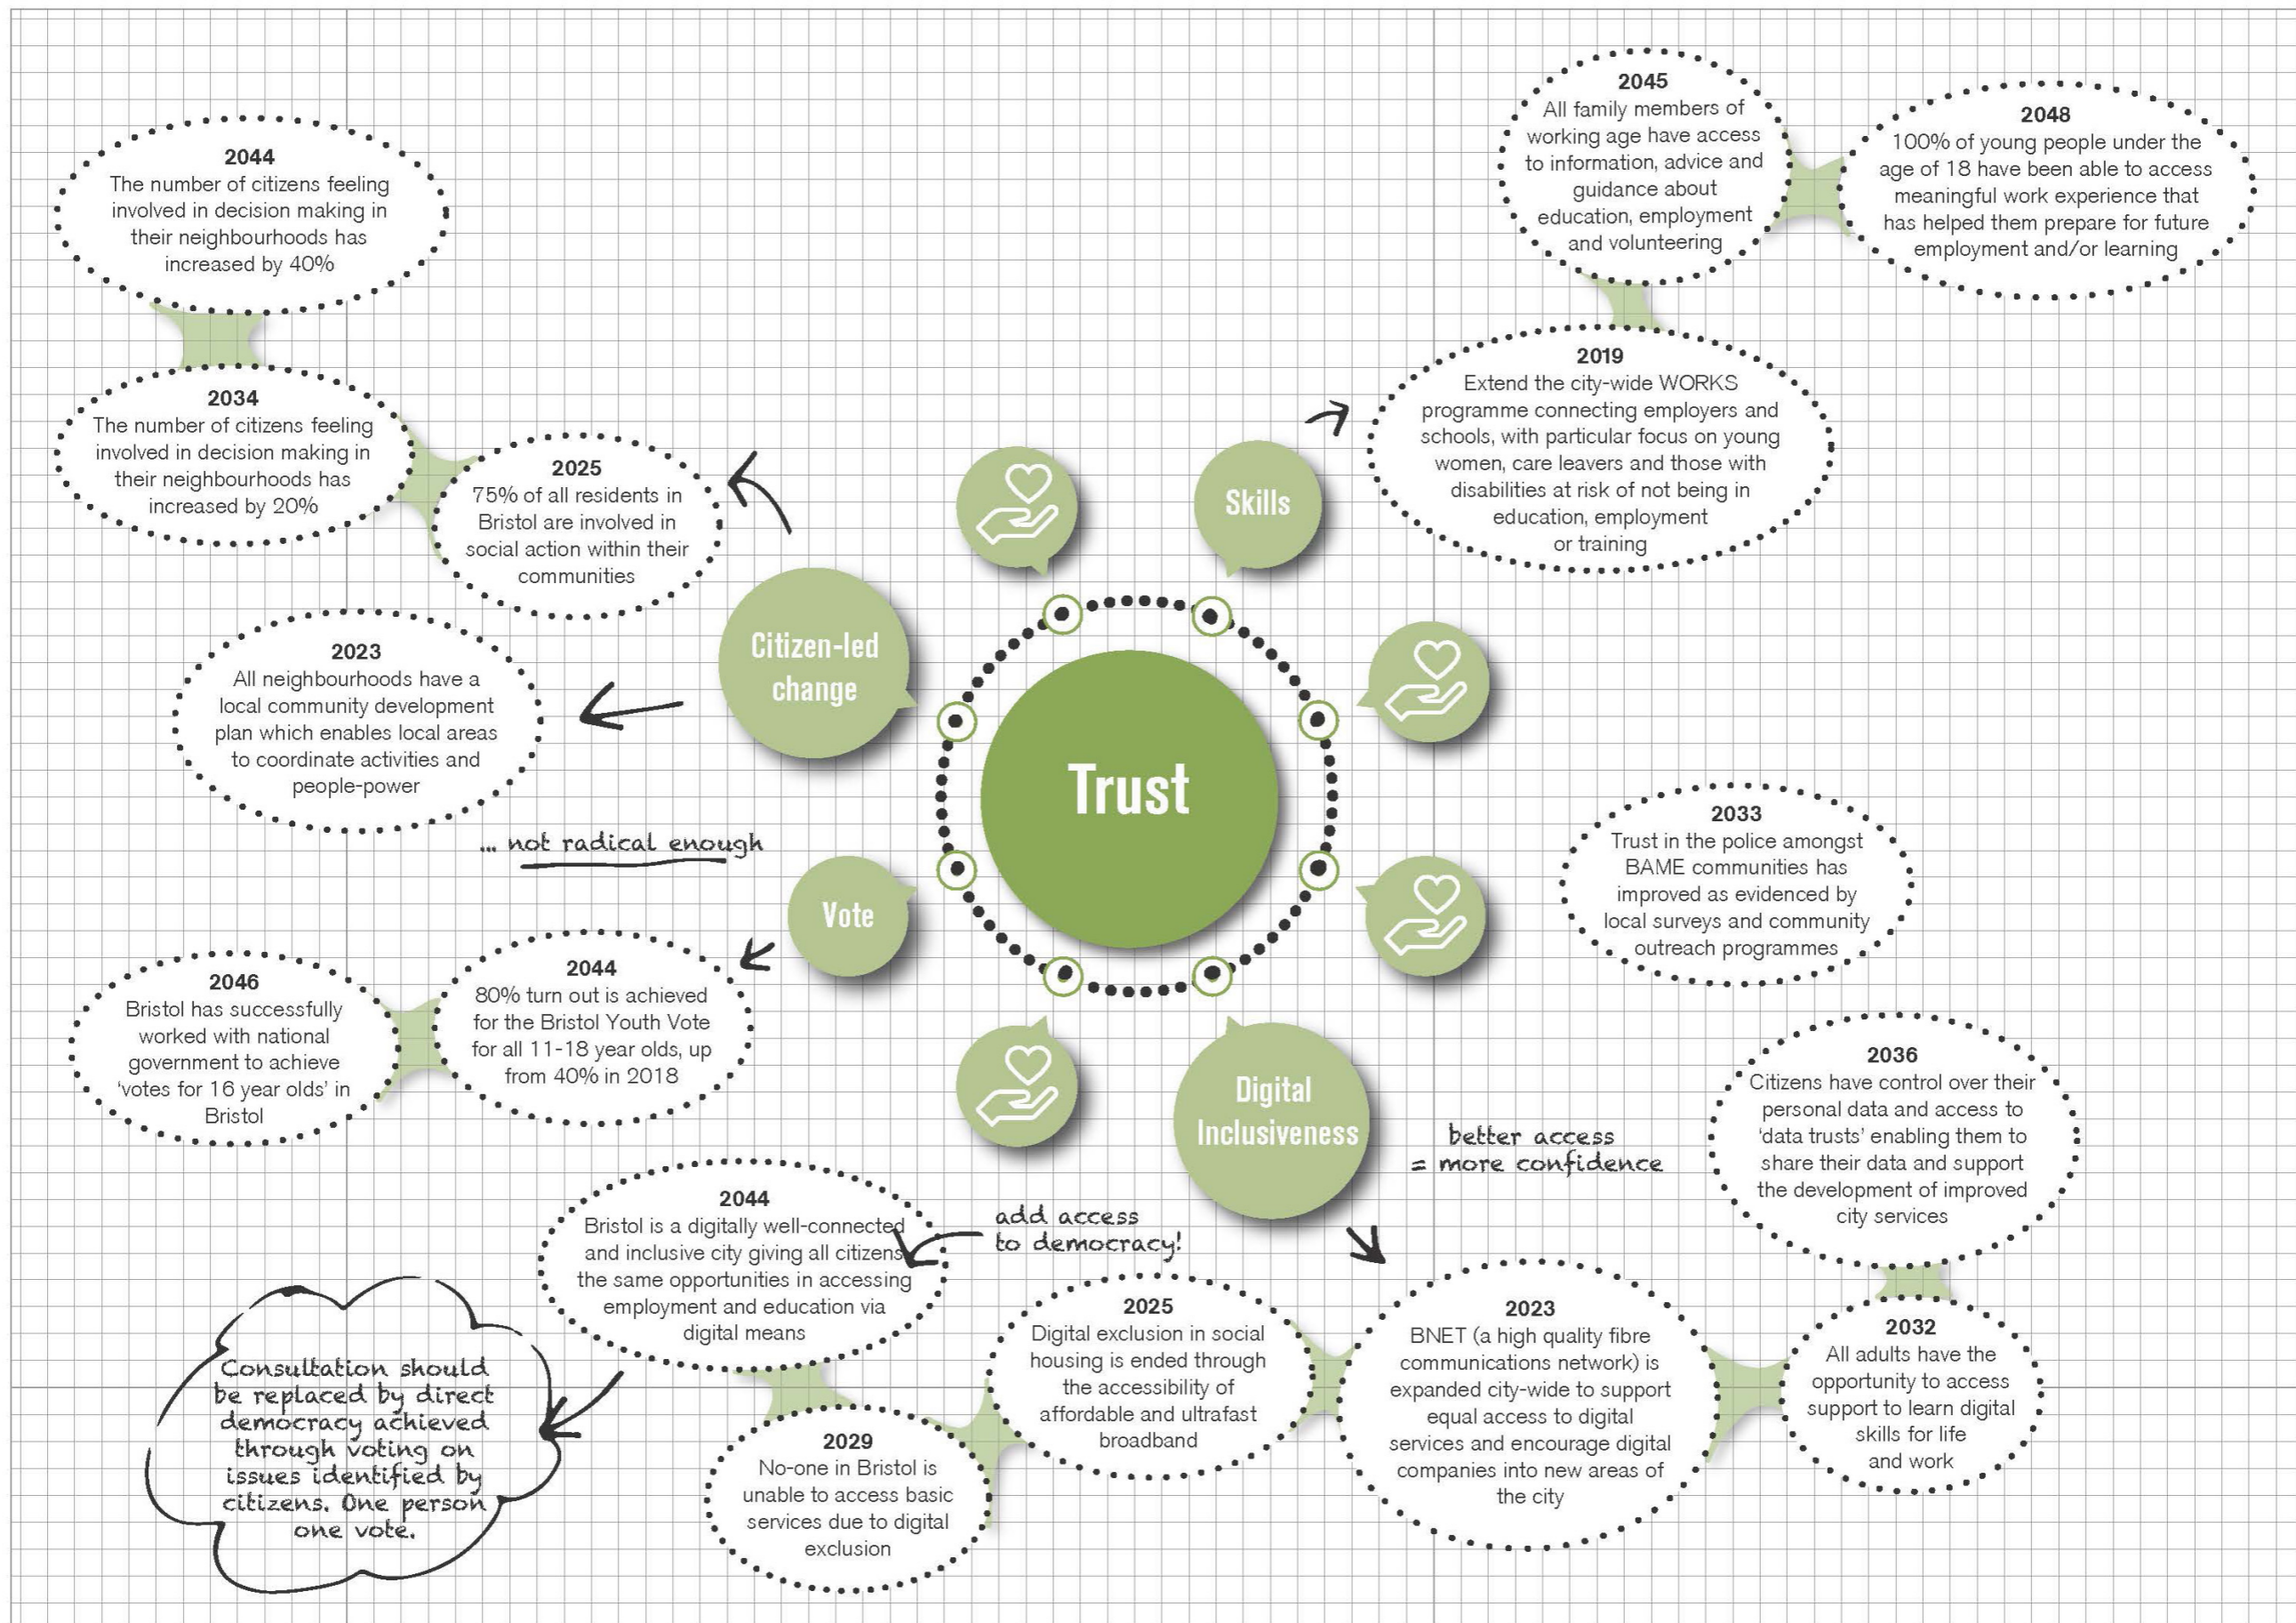 2044
The number of citizens feeling
involved in decision making in
their neighbourhoods has
increased by 40%
2034
The number of citizens feeling
involved in decision making in
their neighbourhoods has
increased by 20%
2025
75% of all residents in
Bristol are involved in
social action within their
communities
2023
All neighbourhoods have a
local community development
plan which enables local areas
to coordinate activities and
people-power
... not radical enough
Citizen-led
change
Skills
2045
All family members of
working age have access
to information, advice and
guidance about
education, employment
and volunteering
2048
100% of young people under the
age of 18 have been able to access
meaningful work experience that
has helped them prepare for future
employment and/or learning
2019
Extend the city-wide WORKS
programme connecting employers and
schools, with particular focus on young
women, care leavers and those with
disabilities at risk of not being in
education, employment
or training
Trust
2033
Trust in the police amongst
BAME communities has
improved as evidenced by
local surveys and community
outreach programmes
Vote
2046
Bristol has successfully
worked with national
government to achieve
‘votes for 16 year olds’ in
Bristol
2044
80% turn out is achieved
for the Bristol Youth Vote
for all 11-18 year olds, up
from 40% in 2018
Digital
Inclusiveness
better access
= more confidence
2036
Citizens have control over their
personal data and access to
‘data trusts’ enabling them to
share their data and support
the development of improved
city services
2044
Bristol is a digitally well-connected
and inclusive city giving all citizens
the same opportunities in accessing
employment and education via
digital means
add access
to democracy!
2025
Digital exclusion in social
housing is ended through
the accessibility of
affordable and ultrafast
broadband
2023
BNET (a high quality fibre
communications network) is
expanded city-wide to support
equal access to digital
services and encourage digital
companies into new areas of
the city
2032
All adults have the
opportunity to access
support to learn digital
skills for life
and work
Consultation should
be replaced by direct
democracy achieved
through voting on
issues identified by
citizens. One person
one vote.
2029
No-one in Bristol is
unable to access basic
services due to digital
exclusion